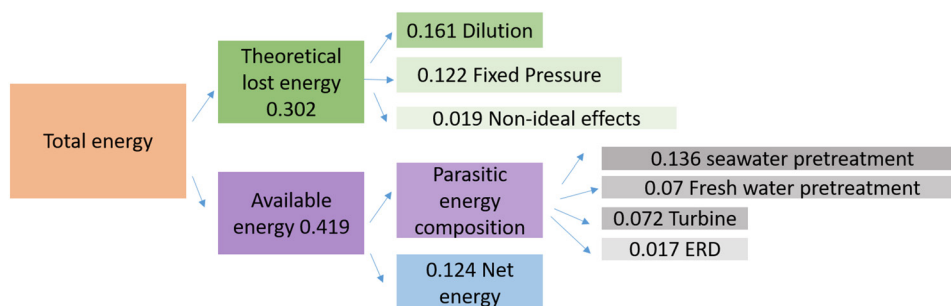 Total energy
Theoretical
lost energy
0.302
0.161 Dilution
0.122 Fixed Pressure
0.019 Non-ideal effects
Available
energy 0.419
Parasitic
energy
composition
0.136 seawater pretreatment
0.07 Fresh water pretreatment
0.072 Turbine
0.017 ERD
0.124 Net
energy